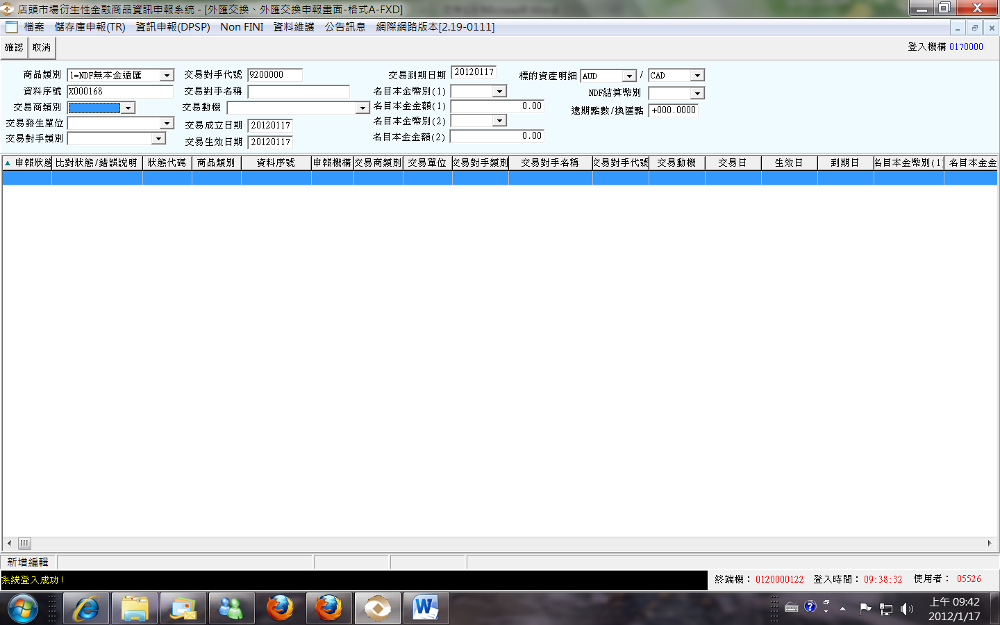 店頭市場衍生性金融商品資訊申報系統 - [外匯交換、外匯交換申報畫面-格式A-FXD]
檔案 儲存庫申報(TR) 資訊申報(DPSP) Non FINI 資料維護 公告訊息 網際網路版本[2.19-0111]
確認 取消 登入機構 0170000
商品類別 1=NDF無本金遠匯 交易對手代號 9200000 交易到期日期 20120117 標的資產明細 AUD / CAD
資料序號 X000168 交易對手名稱 名目本金幣別(1) NDF結算幣別
交易商類別 交易動機 名目本金金額(1) 0.00 遠期點數/換匯點 +000.0000
交易發生單位 交易成立日期 20120117 名目本金幣別(2)
交易對手類別 交易生效日期 20120117 名目本金金額(2) 0.00
申報狀態 比對狀態/錯誤說明 狀態代碼 商品類別 資料序號 申報機構 交易商類別 交易單位 交易對手類別 交易對手名稱 交易對手代號 交易動機 交易日 生效日 到期日 名目本金幣別(1) 名目本金金
新增編輯
系統登入成功!
終端機： 0120000122 登入時間： 09:38:32 使用者： 05526
上午 09:42
2012/1/17